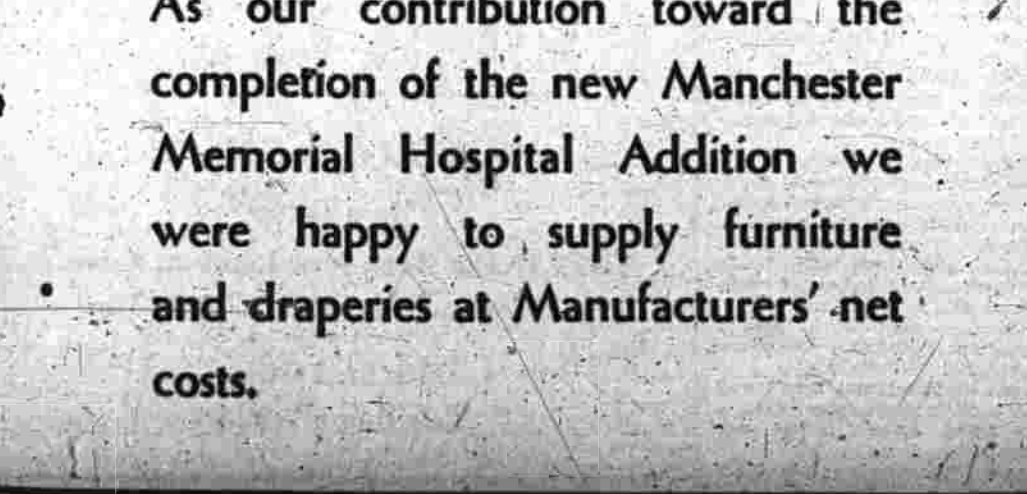 As our contribution toward the
completion of the new Manchester
Memorial Hospital Addition we
were happy to supply furniture
and draperies at Manufacturers' net
costs.